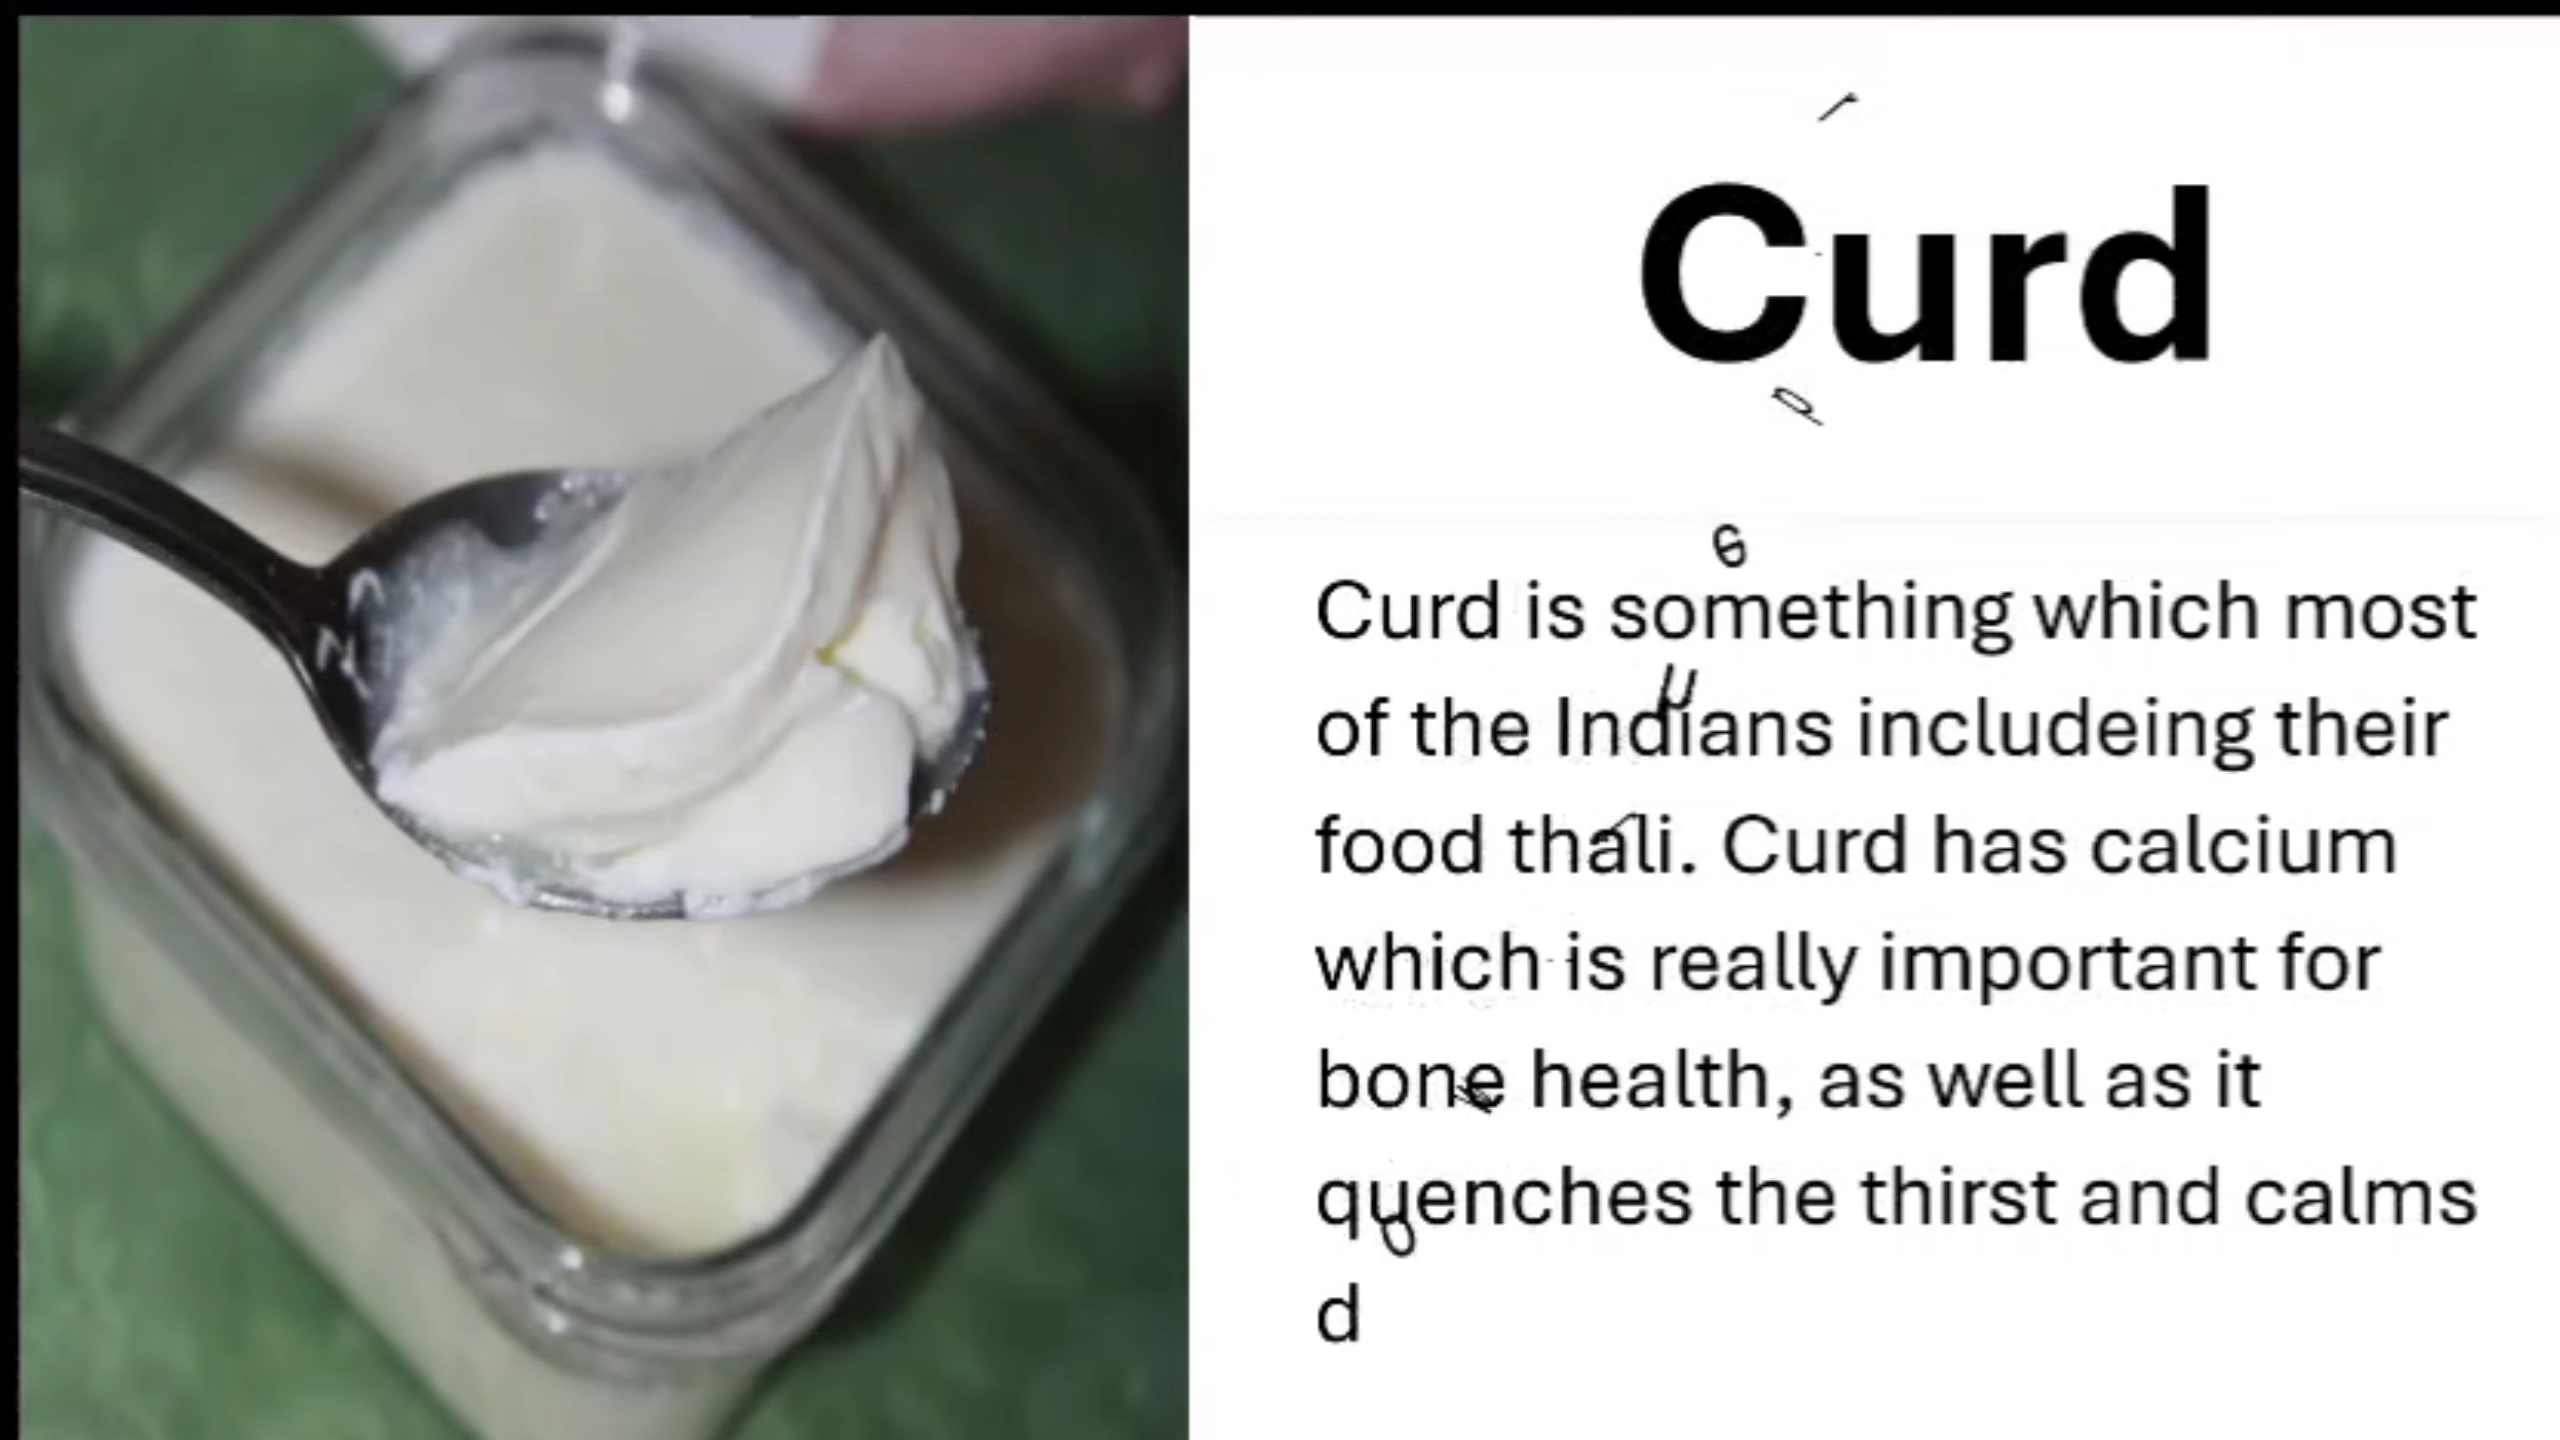 Curd
Curd is something which most
of the Indians includeing their
food thali. Curd has calcium
which is really important for
bone health, as well as it
quenches the thirst and calms
d